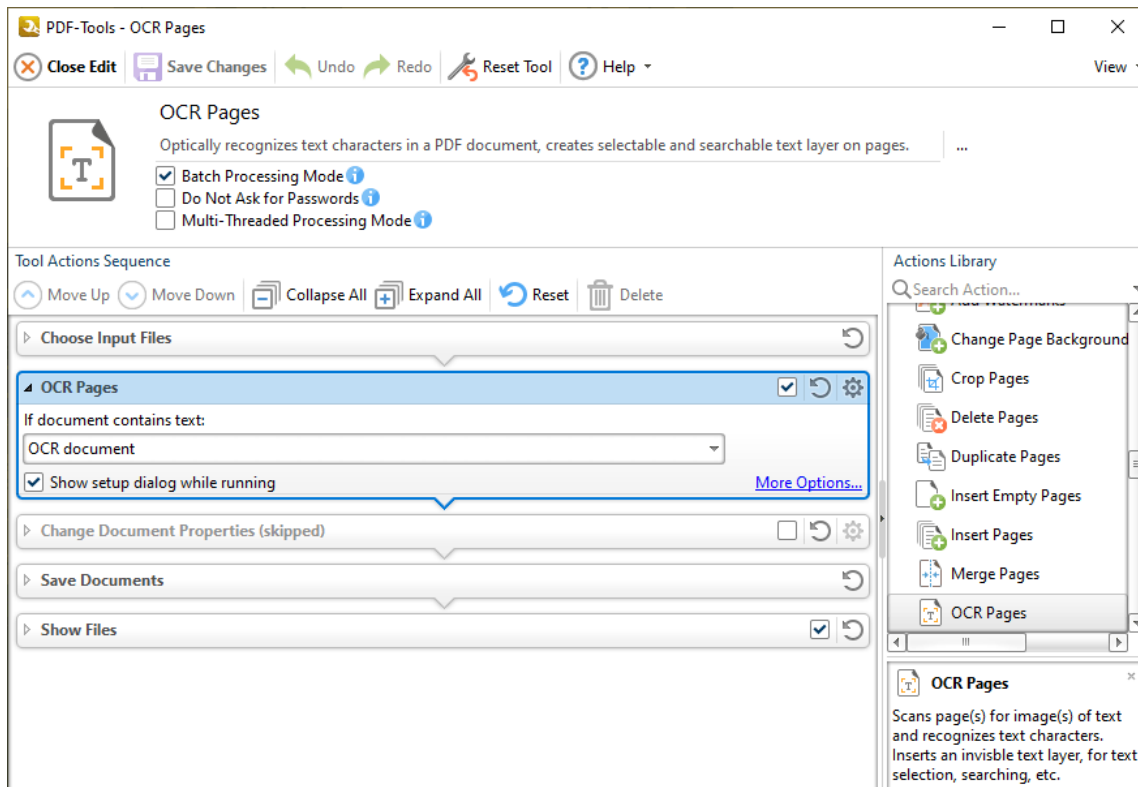 PDF-Tools - OCR Pages
Close Edit Save Changes Undo Redo Reset Tool Help View
OCR Pages
Optically recognizes text characters in a PDF document, creates selectable and searchable text layer on pages. ...
Batch Processing Mode
Do Not Ask for Passwords
Multi-Threaded Processing Mode
Tool Actions Sequence
Move Up Move Down Collapse All Expand All Reset Delete
Choose Input Files
OCR Pages
If document contains text:
OCR document
Show setup dialog while running More Options...
Change Document Properties (skipped)
Save Documents
Show Files
Actions Library
Search Action...
Add Watermarks
Change Page Background
Crop Pages
Delete Pages
Duplicate Pages
Insert Empty Pages
Insert Pages
Merge Pages
OCR Pages
OCR Pages
Scans page(s) for image(s) of text
and recognizes text characters.
Inserts an invisble text layer, for text
selection, searching, etc.